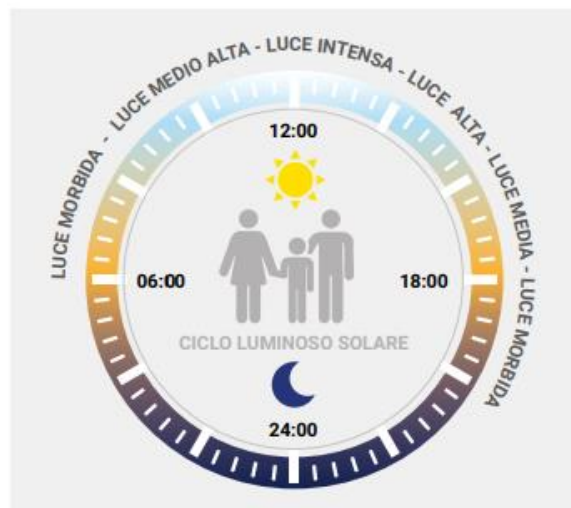 LUCE MORBIDA - LUCE MEDIO ALTA - LUCE INTENSA - LUCE ALTA - LUCE MEDIA - LUCE MORBIDA
12:00
06:00
18:00
CICLO LUMINOSO SOLARE
24:00